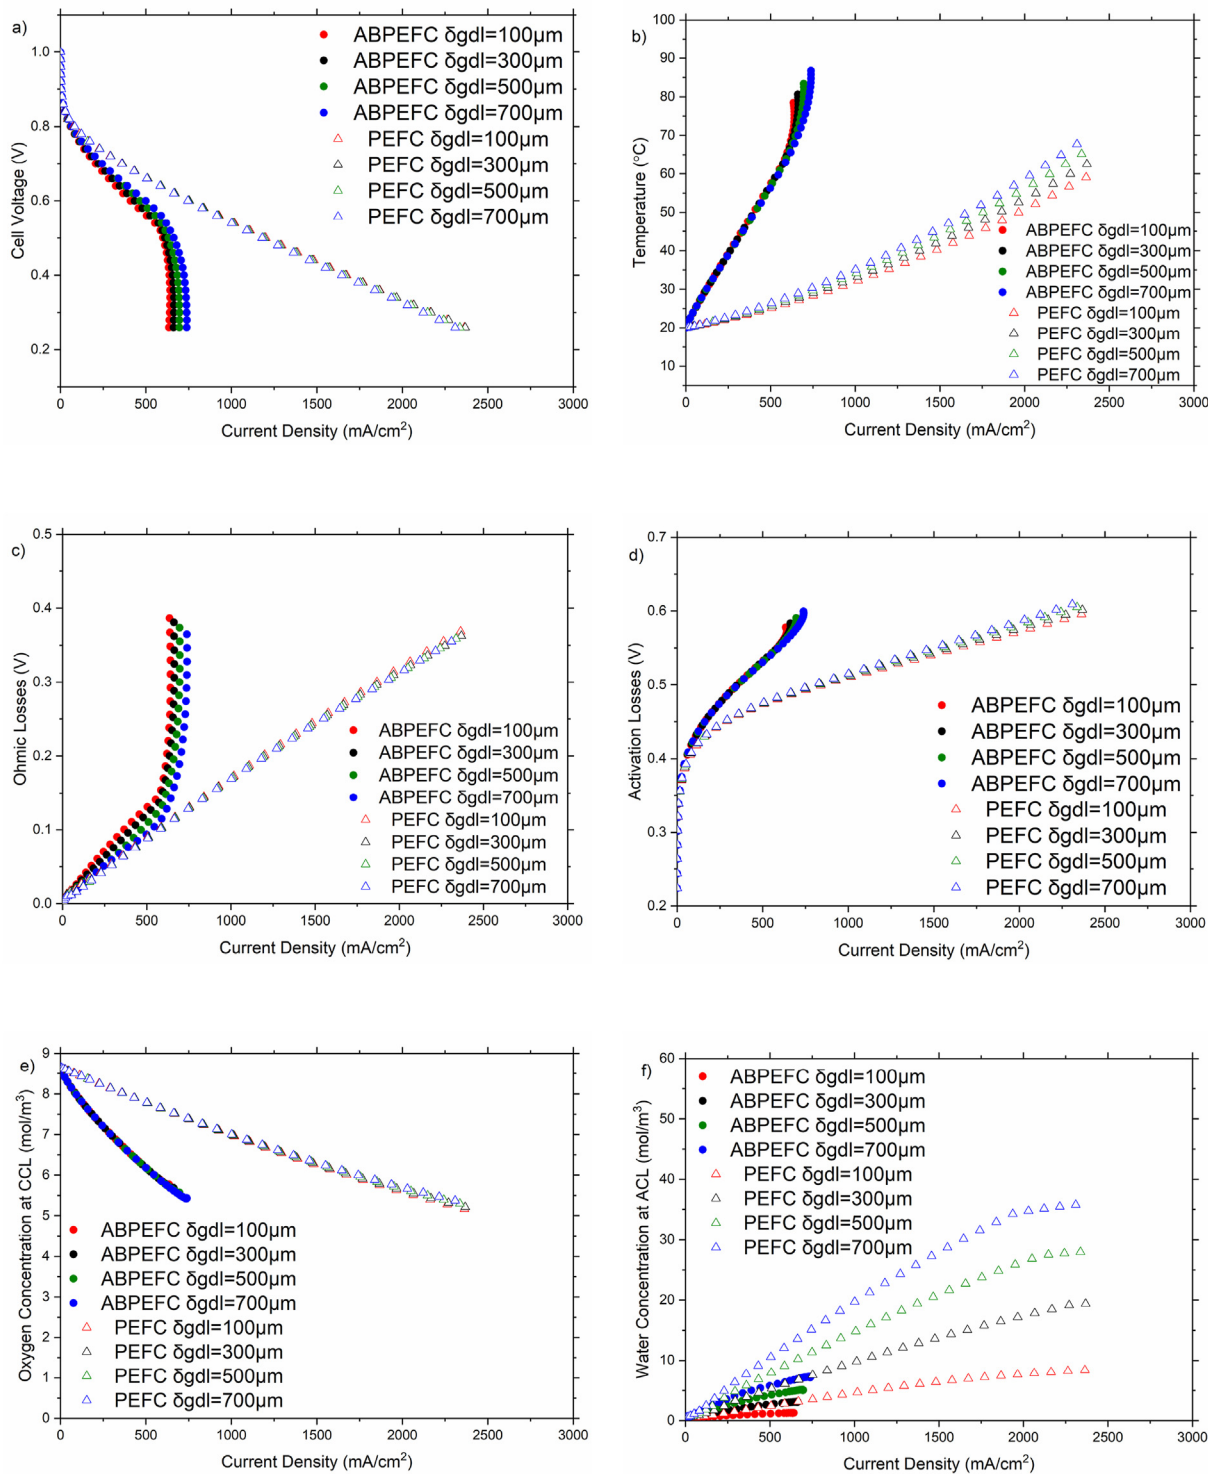 a)
ABPEFC δgdl=100μm
ABPEFC δgdl=300μm
ABPEFC δgdl=500μm
ABPEFC δgdl=700μm
PEFC δgdl=100μm
PEFC δgdl=300μm
PEFC δgdl=500μm
PEFC δgdl=700μm
1.0
0.8
0.6
0.4
0.2
Cell Voltage (V)
0 500 1000 1500 2000 2500 3000
Current Density (mA/cm²)
b)
100
90
80
70
60
50
40
30
20
10
Temperature (°C)
ABPEFC δgdl=100μm
ABPEFC δgdl=300μm
ABPEFC δgdl=500μm
ABPEFC δgdl=700μm
PEFC δgdl=100μm
PEFC δgdl=300μm
PEFC δgdl=500μm
PEFC δgdl=700μm
0 500 1000 1500 2000 2500 3000
Current Density (mA/cm²)
c)
0.5
0.4
0.3
0.2
0.1
0.0
Ohmic Losses (V)
ABPEFC δgdl=100μm
ABPEFC δgdl=300μm
ABPEFC δgdl=500μm
ABPEFC δgdl=700μm
PEFC δgdl=100μm
PEFC δgdl=300μm
PEFC δgdl=500μm
PEFC δgdl=700μm
0 500 1000 1500 2000 2500 3000
Current Density (mA/cm²)
d)
0.7
0.6
0.5
0.4
0.3
0.2
Activation Losses (V)
ABPEFC δgdl=100μm
ABPEFC δgdl=300μm
ABPEFC δgdl=500μm
ABPEFC δgdl=700μm
PEFC δgdl=100μm
PEFC δgdl=300μm
PEFC δgdl=500μm
PEFC δgdl=700μm
0 500 1000 1500 2000 2500 3000
Current Density (mA/cm²)
e)
9
8
7
6
5
4
3
2
1
0
Oxygen Concentration at CCL (mol/m³)
ABPEFC δgdl=100μm
ABPEFC δgdl=300μm
ABPEFC δgdl=500μm
ABPEFC δgdl=700μm
PEFC δgdl=100μm
PEFC δgdl=300μm
PEFC δgdl=500μm
PEFC δgdl=700μm
0 500 1000 1500 2000 2500 3000
Current Density (mA/cm²)
f)
60
50
40
30
20
10
0
Water Concentration at ACL (mol/m³)
ABPEFC δgdl=100μm
ABPEFC δgdl=300μm
ABPEFC δgdl=500μm
ABPEFC δgdl=700μm
PEFC δgdl=100μm
PEFC δgdl=300μm
PEFC δgdl=500μm
PEFC δgdl=700μm
0 500 1000 1500 2000 2500 3000
Current Density (mA/cm²)